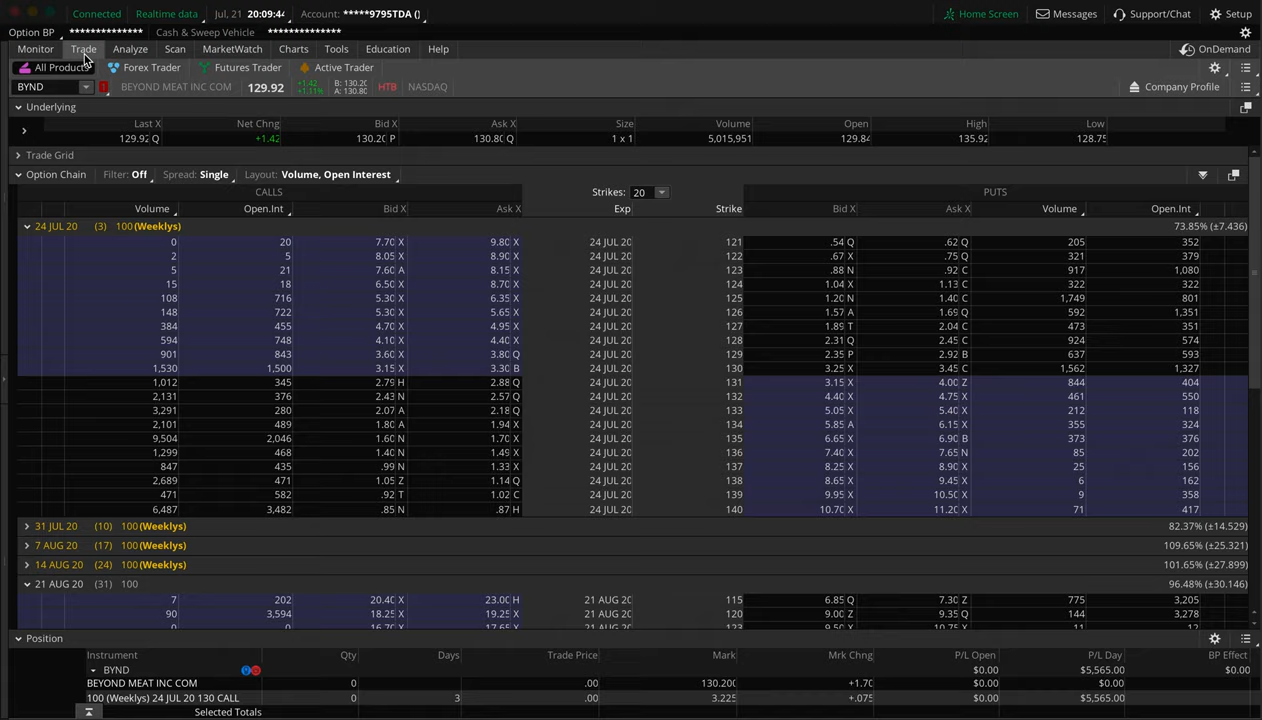 Connected Realtime data Jul, 21 20:09:44 Account: *****9795TDA () Home Screen Messages Support/Chat Setup
Option BP ************** Cash & Sweep Vehicle **************
Monitor Trade Analyze Scan MarketWatch Charts Tools Education Help OnDemand
All Products Forex Trader Futures Trader Active Trader
BYND 1 BEYOND MEAT INC COM 129.92 +1.42 +1.11% B: 130.20 A: 130.80 HTB NASDAQ Company Profile
Underlying
Last X Net Chng Bid X Ask X Size Volume Open High Low
129.92 Q +1.42 130.20 P 130.80 Q 1 x 1 5,015,951 129.84 135.92 128.75
Trade Grid
Option Chain Filter: Off Spread: Single Layout: Volume, Open Interest
CALLS Strikes: 20 PUTS
Volume Open.Int Bid X Ask X Exp Strike Bid X Ask X Volume Open.Int
24 JUL 20 (3) 100 (Weeklys) 73.85% (±7.436)
0 20 7.70 X 9.80 X 24 JUL 20 121 .54 Q .62 Q 205 352
2 5 8.05 X 8.90 X 24 JUL 20 122 .67 X .75 Q 321 379
5 21 7.60 A 8.15 X 24 JUL 20 123 .88 N .92 C 917 1,080
15 18 6.50 X 8.70 X 24 JUL 20 124 1.04 X 1.13 C 322 322
108 716 5.30 X 6.35 X 24 JUL 20 125 1.20 N 1.40 C 1,749 801
148 722 5.30 X 5.65 X 24 JUL 20 126 1.57 A 1.69 Q 592 1,351
384 455 4.70 X 4.95 X 24 JUL 20 127 1.89 T 2.04 C 473 351
594 748 4.10 X 4.40 X 24 JUL 20 128 2.31 Q 2.45 C 924 574
901 843 3.60 X 3.80 Q 24 JUL 20 129 2.35 P 2.92 B 637 593
1,530 1,500 3.15 X 3.30 B 24 JUL 20 130 3.25 X 3.45 C 1,562 1,327
1,012 345 2.79 H 2.88 Q 24 JUL 20 131 3.15 X 4.00 Z 844 404
2,131 376 2.43 N 2.57 Q 24 JUL 20 132 4.40 X 4.75 X 461 550
3,291 280 2.07 A 2.18 Q 24 JUL 20 133 5.05 X 5.40 X 212 118
2,101 489 1.80 A 1.94 X 24 JUL 20 134 5.85 A 6.15 X 355 324
9,504 2,046 1.60 N 1.70 X 24 JUL 20 135 6.65 X 6.90 B 373 376
1,299 468 1.40 N 1.49 X 24 JUL 20 136 7.40 X 7.65 N 85 202
847 435 .99 N 1.33 X 24 JUL 20 137 8.25 X 8.90 X 25 156
2,689 471 1.05 Z 1.14 Q 24 JUL 20 138 8.65 X 9.45 X 6 162
471 582 .92 T 1.02 C 24 JUL 20 139 9.95 X 10.50 X 9 358
6,487 3,482 .85 N .87 H 24 JUL 20 140 10.70 X 11.20 X 71 417
31 JUL 20 (10) 100 (Weeklys) 82.37% (±14.529)
7 AUG 20 (17) 100 (Weeklys) 109.65% (±25.321)
14 AUG 20 (24) 100 (Weeklys) 101.65% (±27.899)
21 AUG 20 (31) 100 96.48% (±30.146)
7 202 20.40 X 23.00 H 21 AUG 20 115 6.85 Q 7.30 Z 775 3,205
90 3,594 18.25 X 19.25 X 21 AUG 20 120 9.00 Z 9.35 Q 144 3,278
0 16.70 X 17.65 X 21 AUG 20 123 9.50 X 10.75 X 11 12
Position
Instrument Qty Days Trade Price Mark Mrk Chng P/L Open P/L Day BP Effect
BYND $0.00 $5,565.00 $0.00
BEYOND MEAT INC COM 0 .00 130.200 +1.70 $0.00 $0.00
100 (Weeklys) 24 JUL 20 130 CALL 0 3 .00 3.225 +.075 $0.00 $5,565.00
Selected Totals